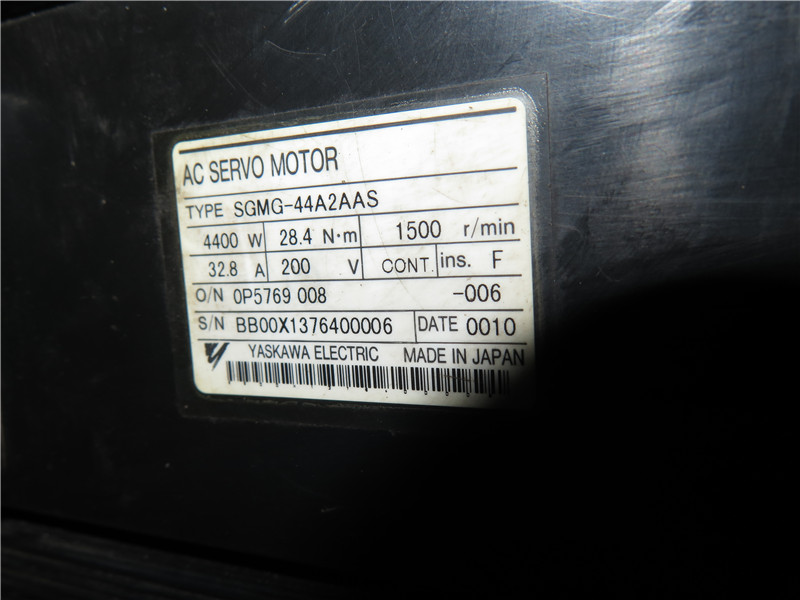 AC SERVO MOTOR
TYPE SGMG-44A2AAS
4400 W 28.4 N·m 1500 r/min
32.8 A 200 V CONT. ins. F
O/N 0P5769 008 -006
S/N BB00X1376400006 DATE 0010
YASKAWA ELECTRIC MADE IN JAPAN